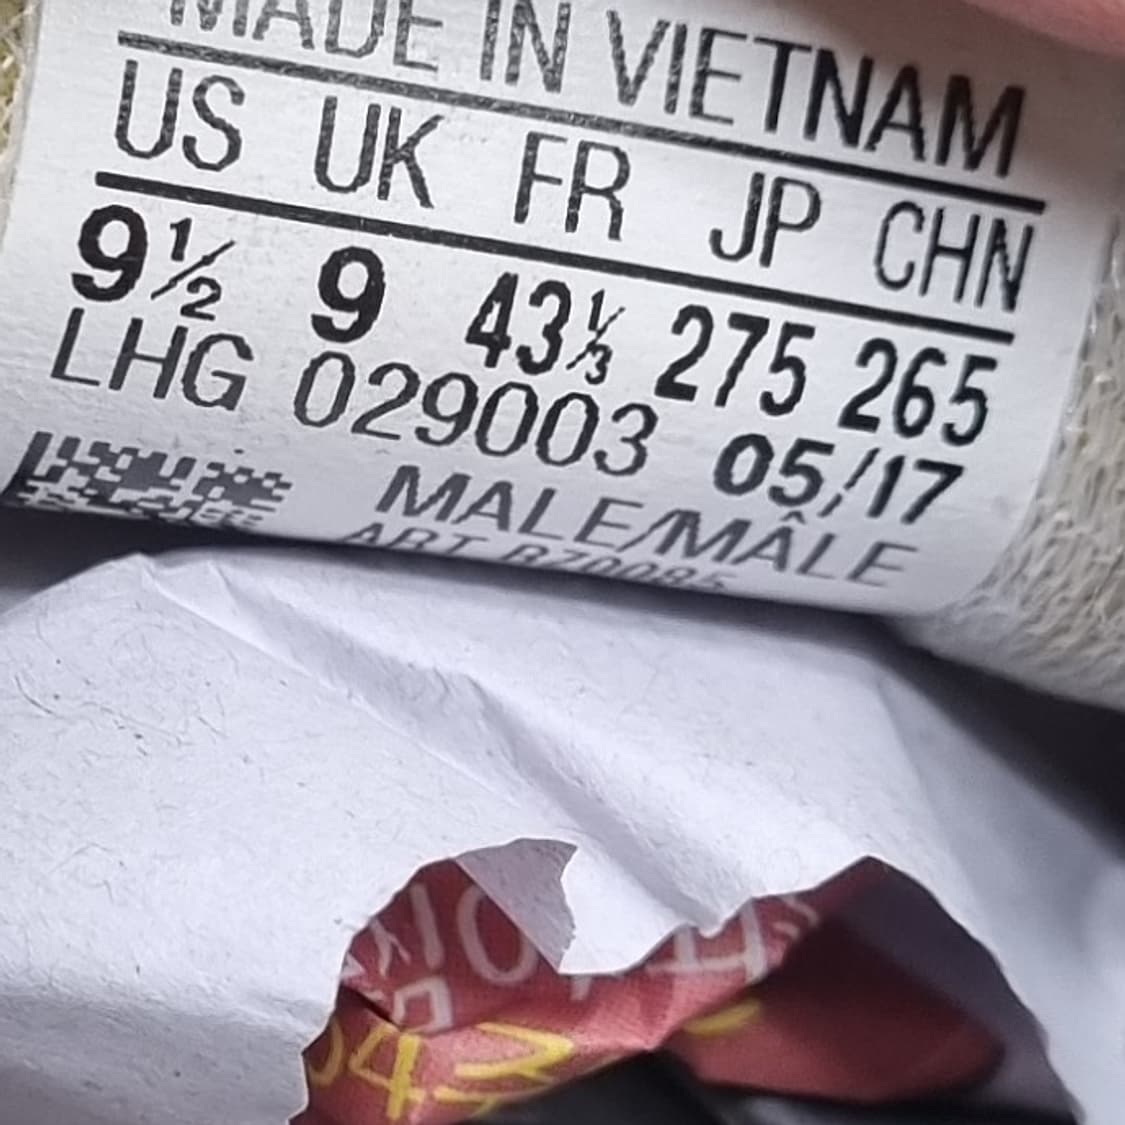 MADE IN VIETNAM
US UK FR JP CHN
9½ 9 43⅓ 275 265
LHG 029003 05/17
MALE/MÂLE
ART